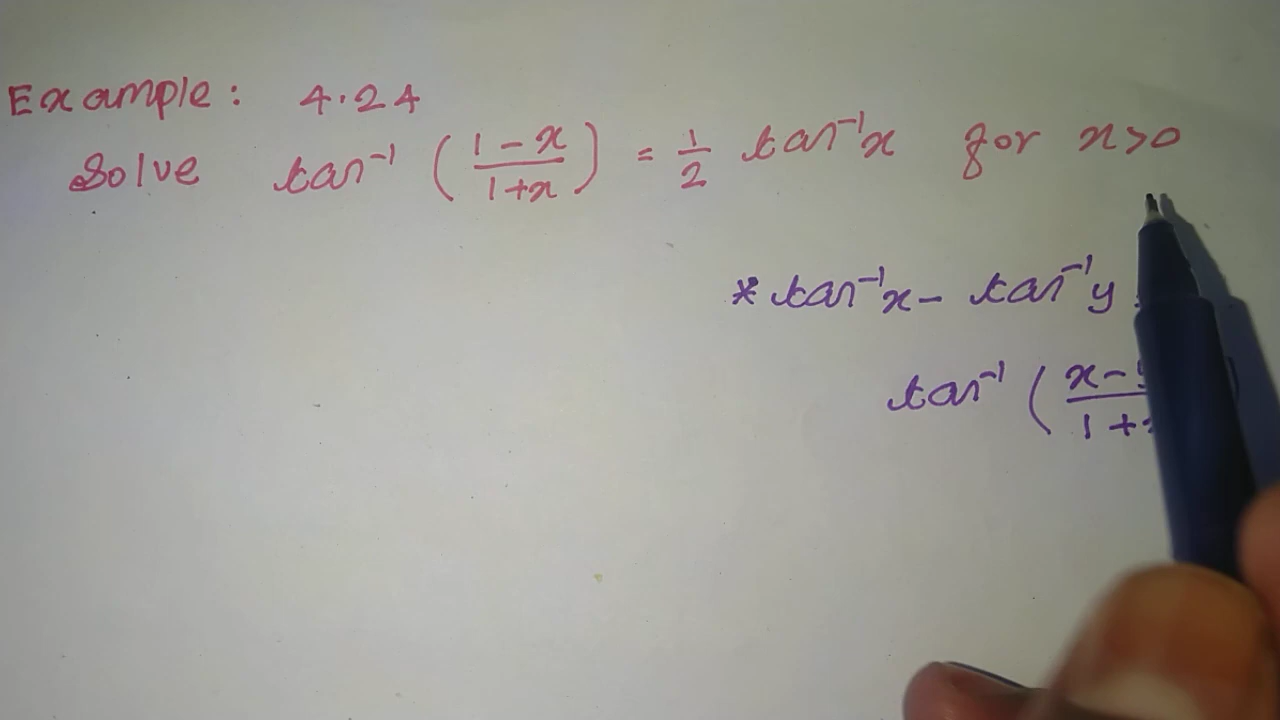 Example: 4.24
Solve tan⁻¹ (1-x / 1+x) = 1/2 tan⁻¹x for x>0
* tan⁻¹x - tan⁻¹y
tan⁻¹ (x- / 1+